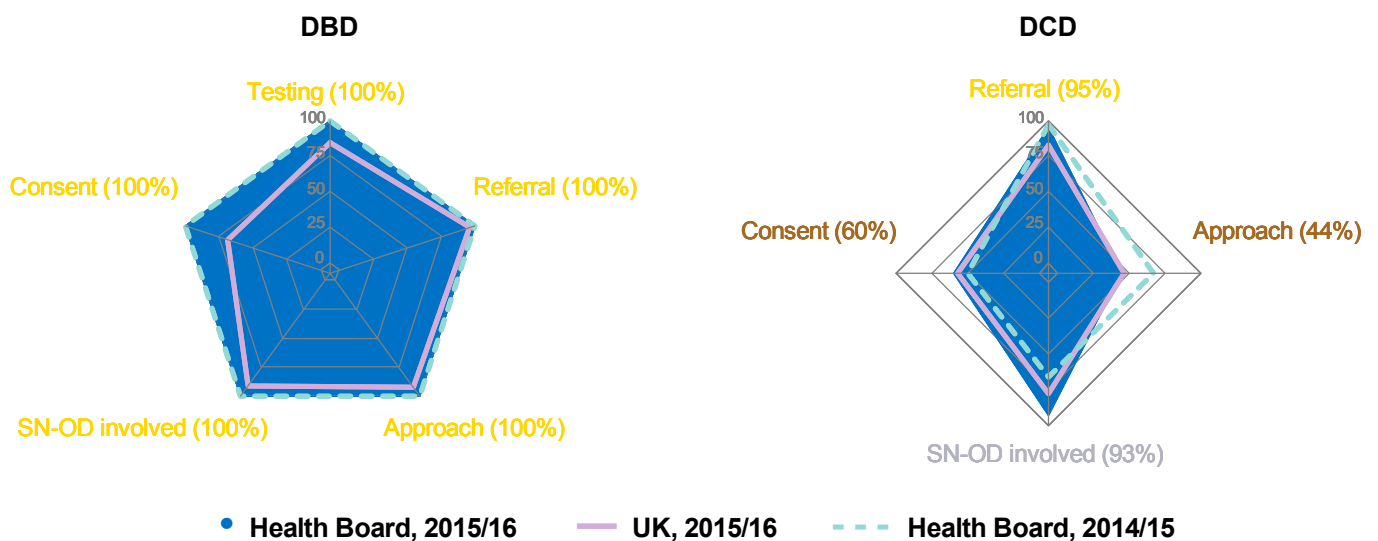 DBD
DCD
Testing (100%)
Referral (95%)
100
100
75
75
Consent (100%)
Referral (100%)
50
50
Consent (60%)
Approach (44%)
25
25
0
0
SN-OD involved (100%)
Approach (100%)
SN-OD involved (93%)
Health Board, 2015/16
UK, 2015/16
Health Board, 2014/15